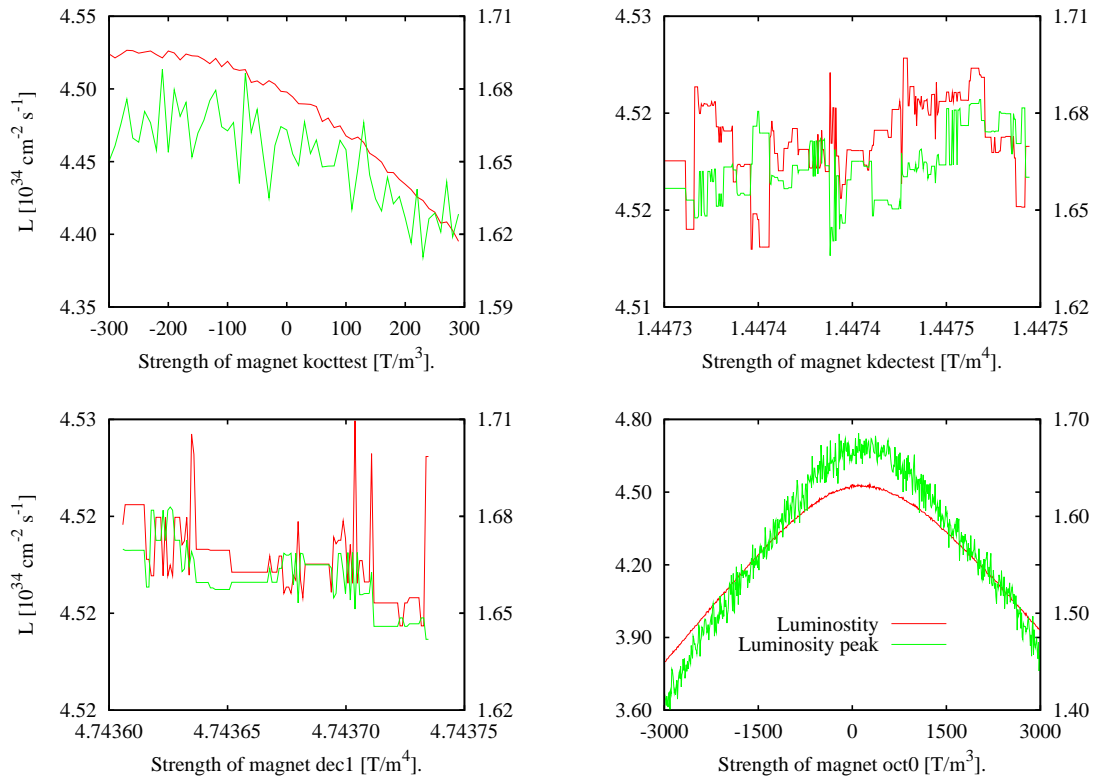 4.55 1.71
4.50 1.68
4.45 1.65
4.40 1.62
4.35 1.59
-300 -200 -100 0 100 200 300
L [10^34 cm^-2 s^-1]
Strength of magnet kocttest [T/m^3].
4.53 1.71
4.52 1.68
4.52 1.65
4.51 1.62
1.4473 1.4474 1.4474 1.4475 1.4475
Strength of magnet kdectest [T/m^4].
4.53 1.71
4.52 1.68
4.52 1.65
4.52 1.62
4.74360 4.74365 4.74370 4.74375
L [10^34 cm^-2 s^-1]
Strength of magnet dec1 [T/m^4].
4.80 1.70
4.50 1.60
4.20
3.90 1.50
3.60 1.40
Luminostity
Luminosity peak
-3000 -1500 0 1500 3000
Strength of magnet oct0 [T/m^3].